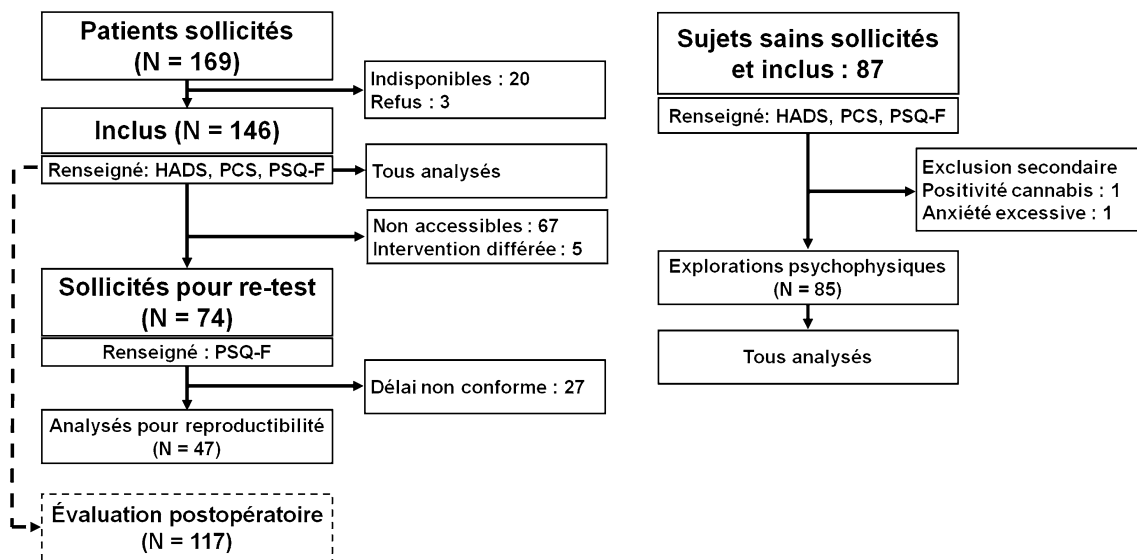 Patients sollicités
(N = 169)
Indisponibles : 20
Refus : 3
Inclus (N = 146)
Renseigné: HADS, PCS, PSQ-F
Tous analysés
Non accessibles : 67
Intervention différée : 5
Sollicités pour re-test
(N = 74)
Renseigné : PSQ-F
Délai non conforme : 27
Analysés pour reproductibilité
(N = 47)
Évaluation postopératoire
(N = 117)
Sujets sains sollicités
et inclus : 87
Renseigné: HADS, PCS, PSQ-F
Exclusion secondaire
Positivité cannabis : 1
Anxiété excessive : 1
Explorations psychophysiques
(N = 85)
Tous analysés